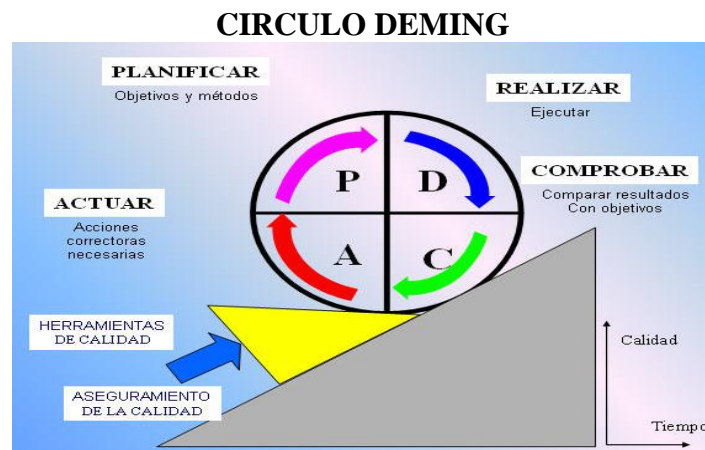 CIRCULO DEMING
PLANIFICAR
Objetivos y métodos
REALIZAR
Ejecutar
P
D
COMPROBAR
Comparar resultados
Con objetivos
ACTUAR
Acciones
correctoras
necesarias
A
C
HERRAMIENTAS
DE CALIDAD
Calidad
ASEGURAMIENTO
DE LA CALIDAD
Tiempo